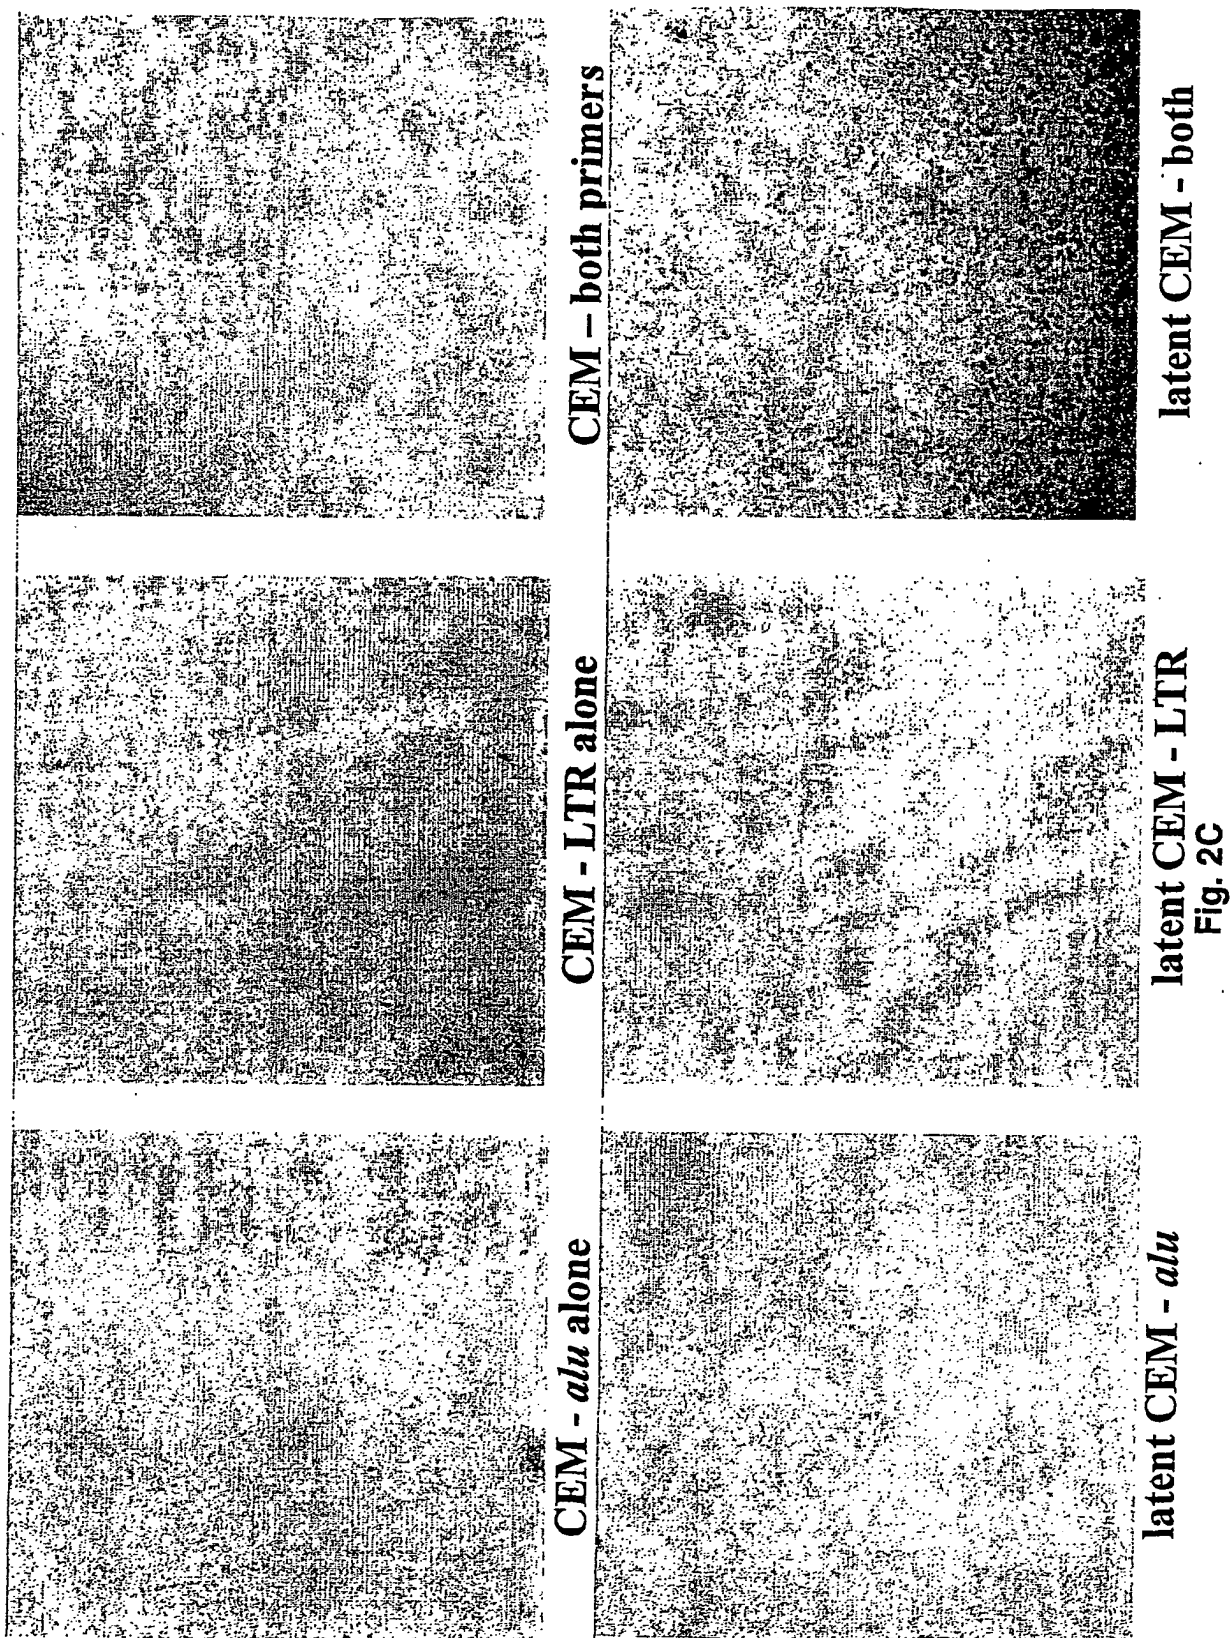 CEM - alu alone
CEM - LTR alone
CEM – both primers
latent CEM - alu
latent CEM - LTR
latent CEM - both
Fig. 2C